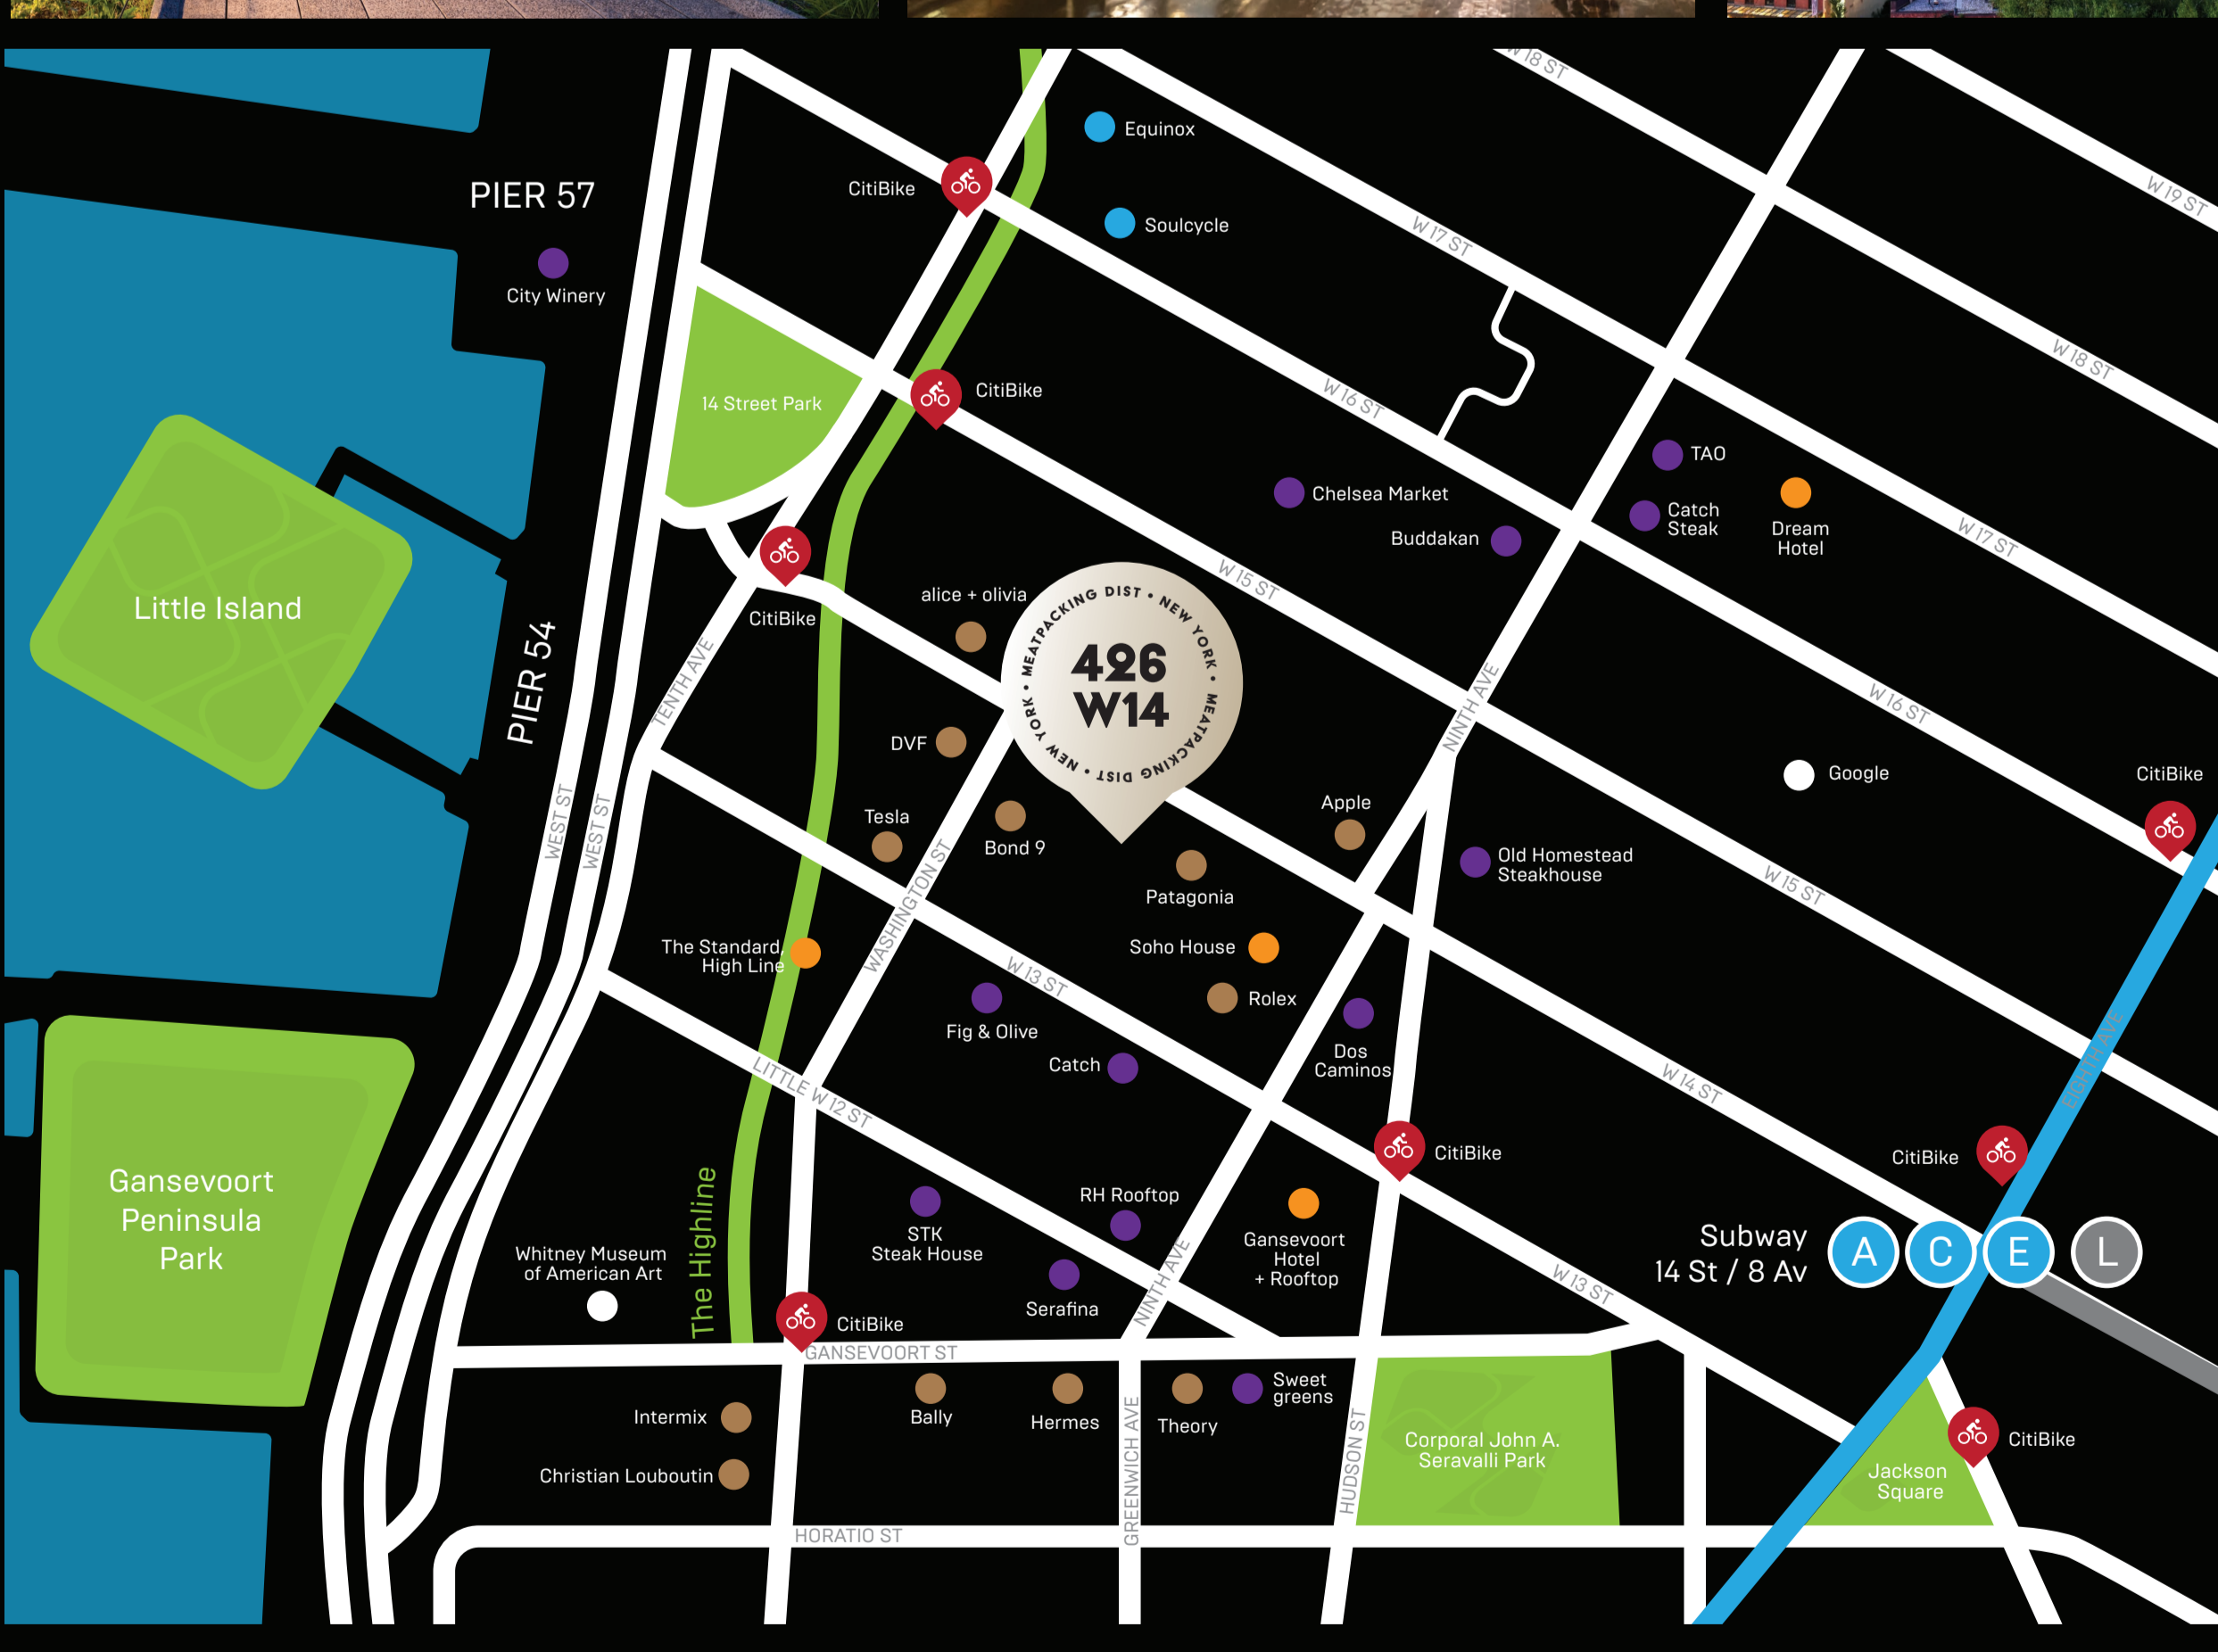 W 18 ST
Equinox
CitiBike
PIER 57
W 19 ST
Soulcycle
W 17 ST
City Winery
W 18 ST
CitiBike
14 Street Park
W 16 ST
TAO
Chelsea Market
Catch
Steak
Buddakan
Dream
Hotel
W 17 ST
W 15 ST
alice + olivia
Little Island
CitiBike
PIER 54
TENTH AVE
MEATPACKING DIST • NEW YORK • MEATPACKING DIST • NEW YORK •
426
W14
NINTH AVE
W 16 ST
DVF
Google
CitiBike
Tesla
Bond 9
Apple
WEST ST
WEST ST
WASHINGTON ST
Old Homestead
Steakhouse
Patagonia
W 15 ST
The Standard,
High Line
Soho House
W 13 ST
Rolex
Fig & Olive
Catch
Dos
Caminos
EIGHTH AVE
LITTLE W 12 ST
W 14 ST
CitiBike
CitiBike
Gansevoort
Peninsula
Park
The Highline
RH Rooftop
STK
Steak House
Whitney Museum
of American Art
NINTH AVE
Gansevoort
Hotel
+ Rooftop
Subway
14 St / 8 Av
A
C
E
L
W 13 ST
Serafina
CitiBike
GANSEVOORT ST
Intermix
Bally
Hermes
Theory
Sweet
greens
Christian Louboutin
GREENWICH AVE
HUDSON ST
Corporal John A.
Seravalli Park
CitiBike
Jackson
Square
HORATIO ST